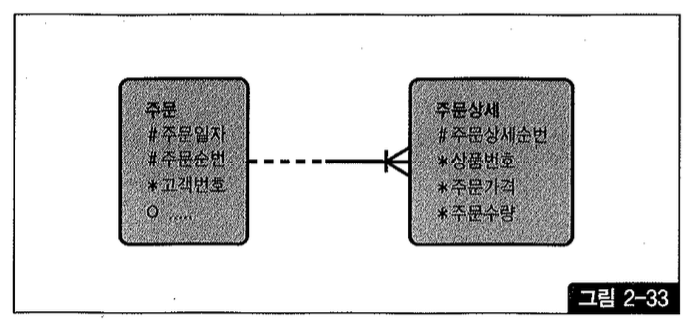 주문
# 주문일자
# 주문순번
* 고객번호
○ .....
주문상세
# 주문상세순번
* 상품번호
* 주문가격
* 주문수량
그림 2-33